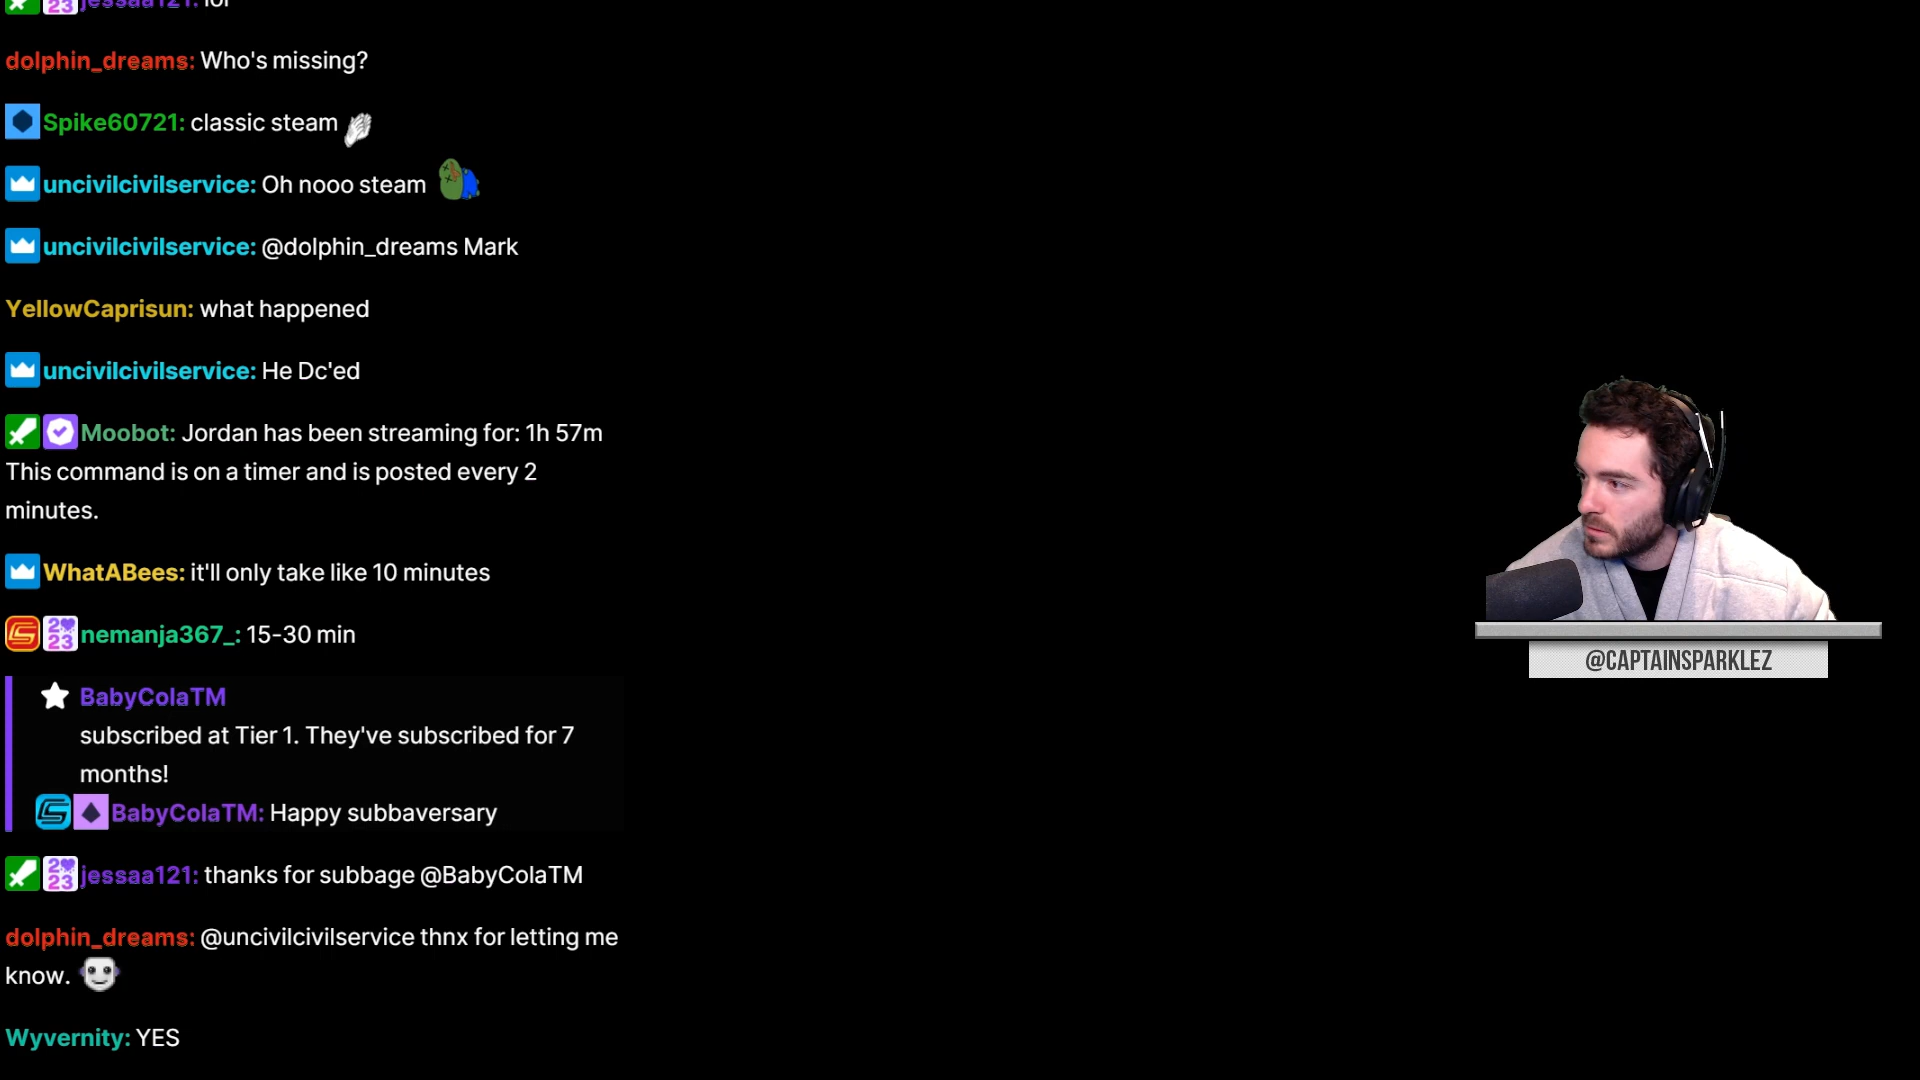 jessaa121: lol
dolphin_dreams: Who's missing?
Spike60721: classic steam
uncivilcivilservice: Oh nooo steam
uncivilcivilservice: @dolphin_dreams Mark
YellowCaprisun: what happened
uncivilcivilservice: He Dc'ed
Moobot: Jordan has been streaming for: 1h 57m
This command is on a timer and is posted every 2
minutes.
WhatABees: it'll only take like 10 minutes
2023 nemanja367_: 15-30 min
BabyColaTM
subscribed at Tier 1. They've subscribed for 7
months!
BabyColaTM: Happy subbaversary
2023 jessaa121: thanks for subbage @BabyColaTM
dolphin_dreams: @uncivilcivilservice thnx for letting me
know.
Wyvernity: YES
@CAPTAINSPARKLEZ